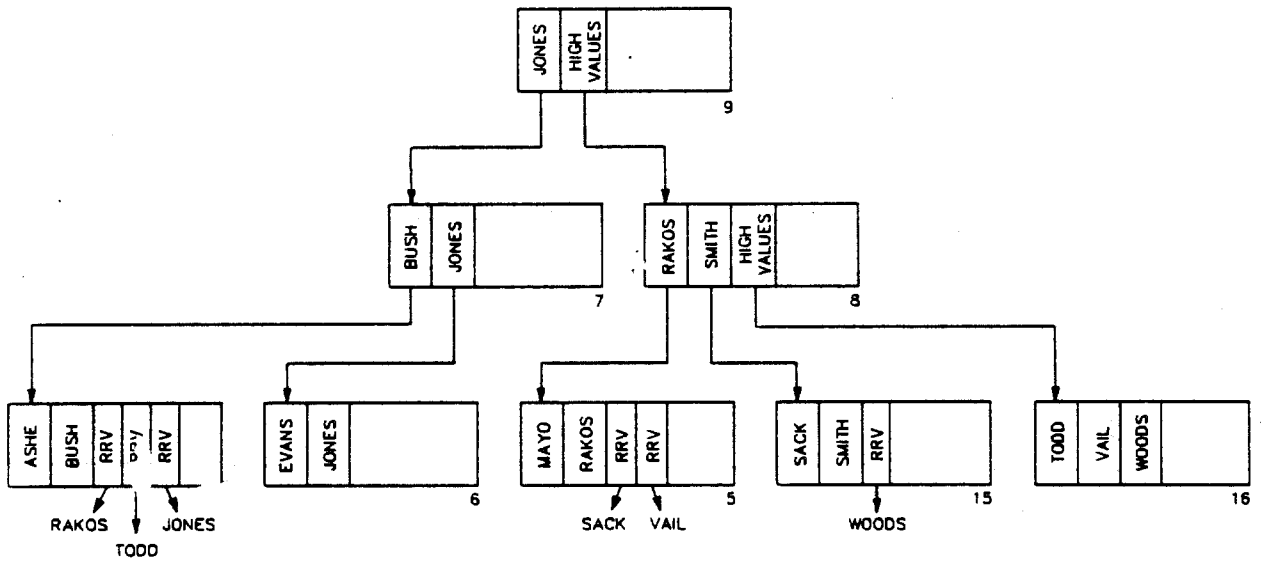 JONES
HIGH VALUES
9
BUSH
JONES
7
RAKOS
SMITH
HIGH VALUES
8
ASHE
BUSH
RRV
RRV
EVANS
JONES
6
MAYO
RAKOS
RRV
RRV
5
SACK
SMITH
RRV
15
TODD
VAIL
WOODS
16
RAKOS
TODD
JONES
SACK
VAIL
WOODS